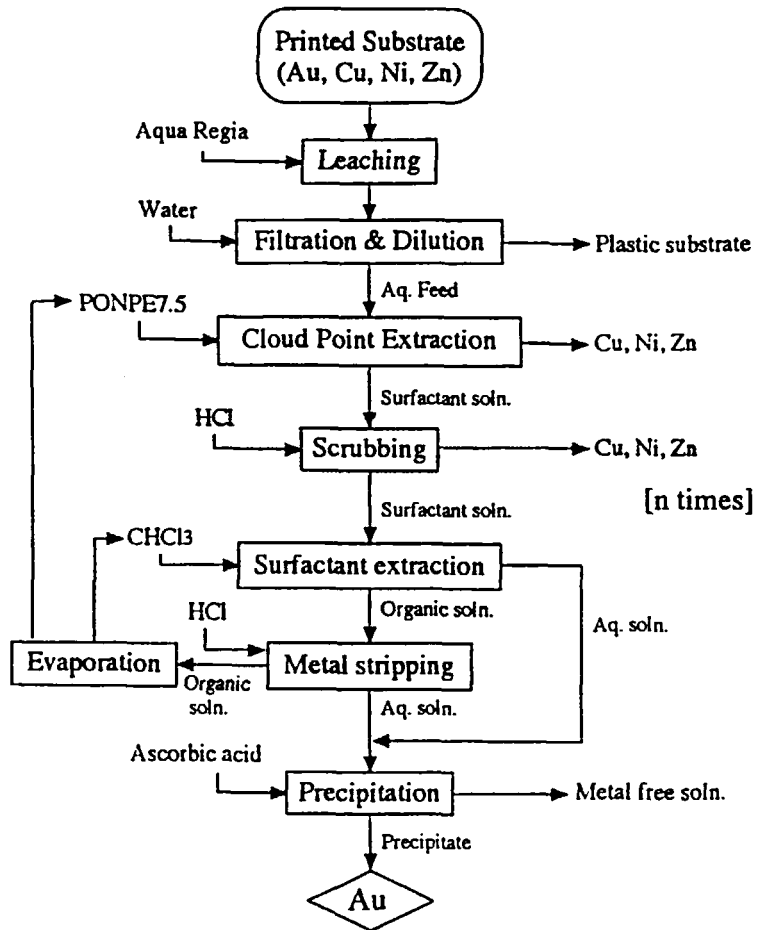 Printed Substrate
(Au, Cu, Ni, Zn)
Aqua Regia
Leaching
Water
Filtration & Dilution
Plastic substrate
Aq. Feed
PONPE7.5
Cloud Point Extraction
Cu, Ni, Zn
Surfactant soln.
HCl
Scrubbing
Cu, Ni, Zn
[n times]
Surfactant soln.
CHCl3
Surfactant extraction
Organic soln.
Aq. soln.
HCl
Evaporation
Organic
soln.
Metal stripping
Aq. soln.
Ascorbic acid
Precipitation
Metal free soln.
Precipitate
Au